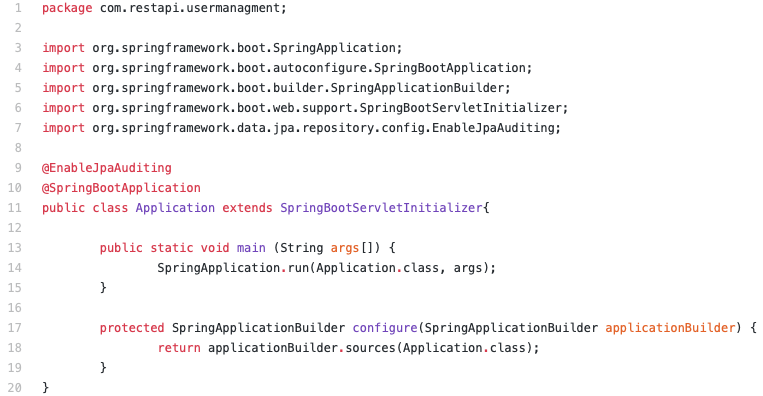 1 package com.restapi.usermanagment;
2
3 import org.springframework.boot.SpringApplication;
4 import org.springframework.boot.autoconfigure.SpringBootApplication;
5 import org.springframework.boot.builder.SpringApplicationBuilder;
6 import org.springframework.boot.web.support.SpringBootServletInitializer;
7 import org.springframework.data.jpa.repository.config.EnableJpaAuditing;
8
9 @EnableJpaAuditing
10 @SpringBootApplication
11 public class Application extends SpringBootServletInitializer{
12
13         public static void main (String args[]) {
14                 SpringApplication.run(Application.class, args);
15         }
16
17         protected SpringApplicationBuilder configure(SpringApplicationBuilder applicationBuilder) {
18                 return applicationBuilder.sources(Application.class);
19         }
20 }